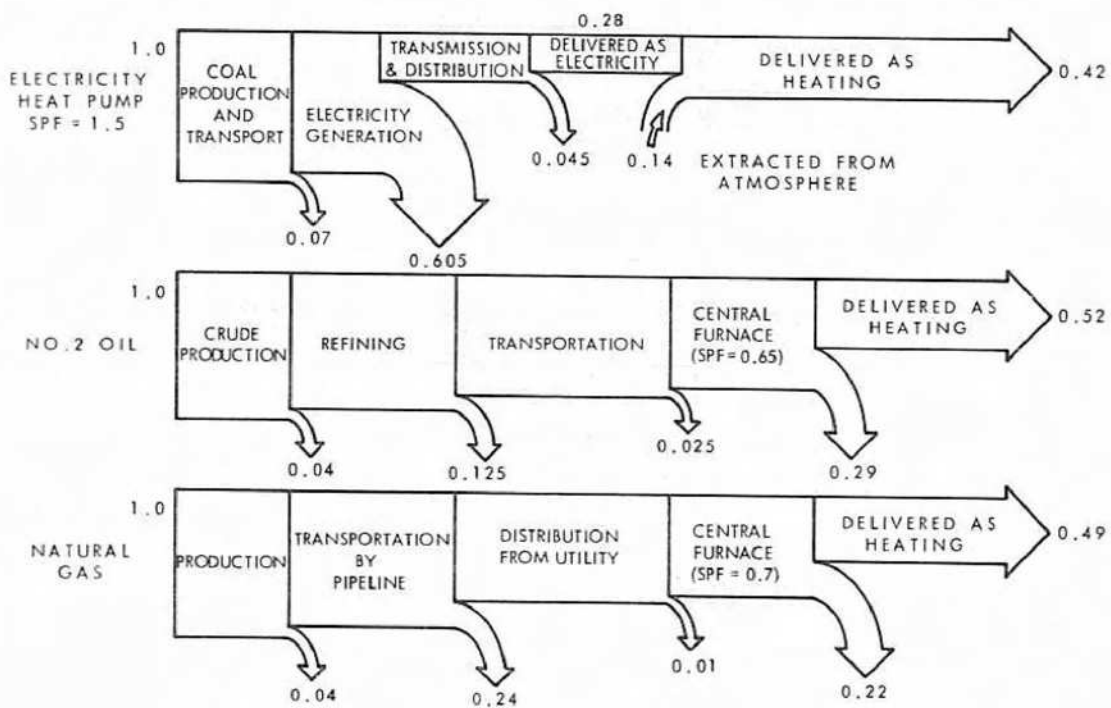 0.28
1.0
ELECTRICITY
HEAT PUMP
SPF = 1.5
COAL
PRODUCTION
AND
TRANSPORT
ELECTRICITY
GENERATION
TRANSMISSION
& DISTRIBUTION
DELIVERED AS
ELECTRICITY
DELIVERED AS
HEATING
0.42
0.07
0.605
0.045
0.14
EXTRACTED FROM
ATMOSPHERE
1.0
NO.2 OIL
CRUDE
PRODUCTION
REFINING
TRANSPORTATION
CENTRAL
FURNACE
(SPF = 0.65)
DELIVERED AS
HEATING
0.52
0.04
0.125
0.025
0.29
1.0
NATURAL
GAS
PRODUCTION
TRANSPORTATION
BY
PIPELINE
DISTRIBUTION
FROM UTILITY
CENTRAL
FURNACE
(SPF = 0.7)
DELIVERED AS
HEATING
0.49
0.04
0.24
0.01
0.22